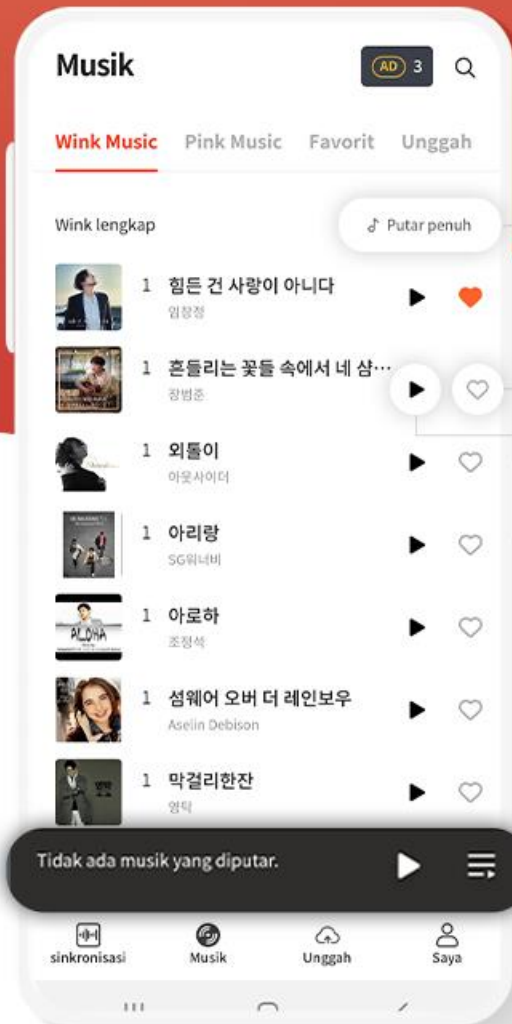 Musik
AD 3
Wink Music Pink Music Favorit Unggah
Wink lengkap
Putar penuh
1 힘든 건 사랑이 아니다
임창정
1 흔들리는 꽃들 속에서 네 샴…
장범준
1 외톨이
아웃사이더
1 아리랑
SG워너비
ALOHA
1 아로하
조정석
1 섬웨어 오버 더 레인보우
Aselin Debison
1 막걸리한잔
영탁
Tidak ada musik yang diputar.
sinkronisasi Musik Unggah Saya